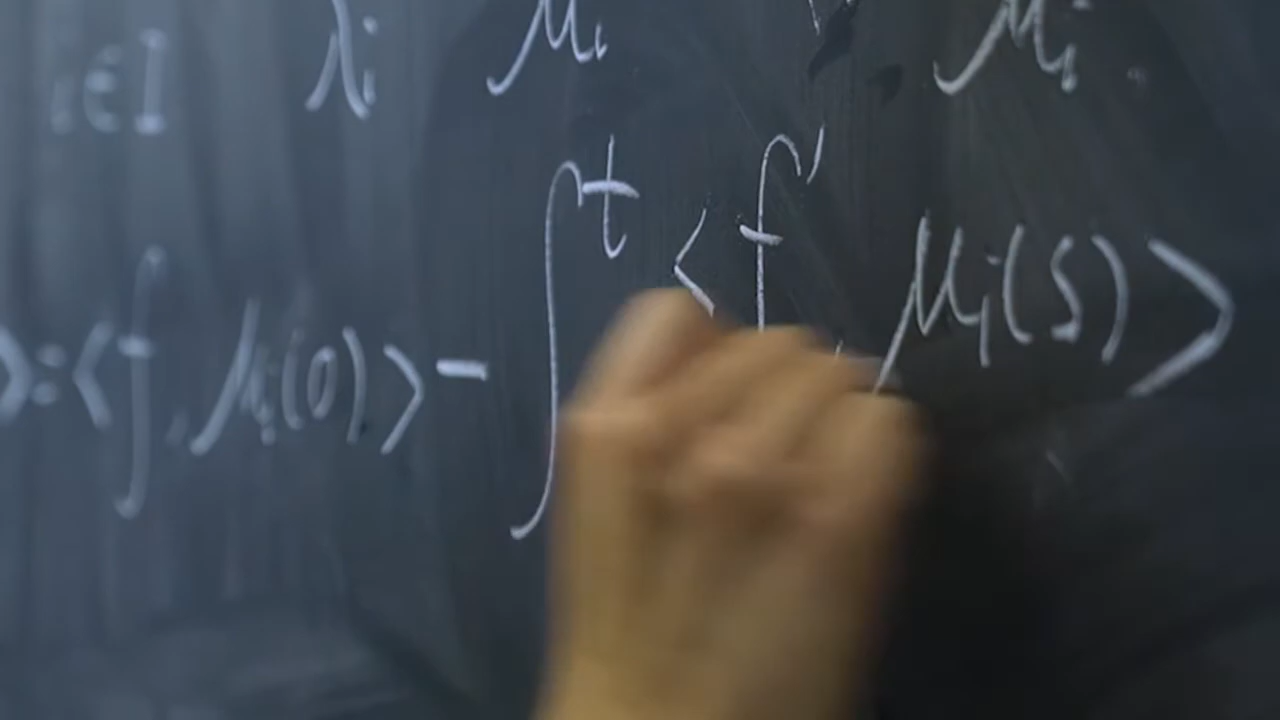 i∈I λi μi μi
⟩=⟨f, μi(0)⟩ - ∫^t ⟨f', μi(s)⟩